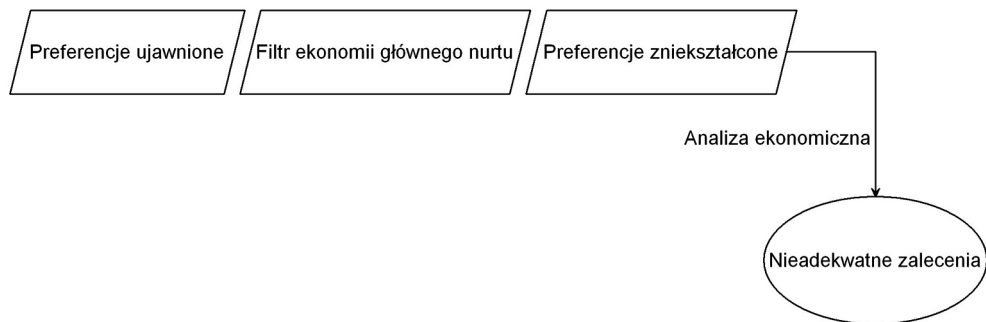 Preferencje ujawnione
Filtr ekonomii głównego nurtu
Preferencje zniekształcone
Analiza ekonomiczna
Nieadekwatne zalecenia